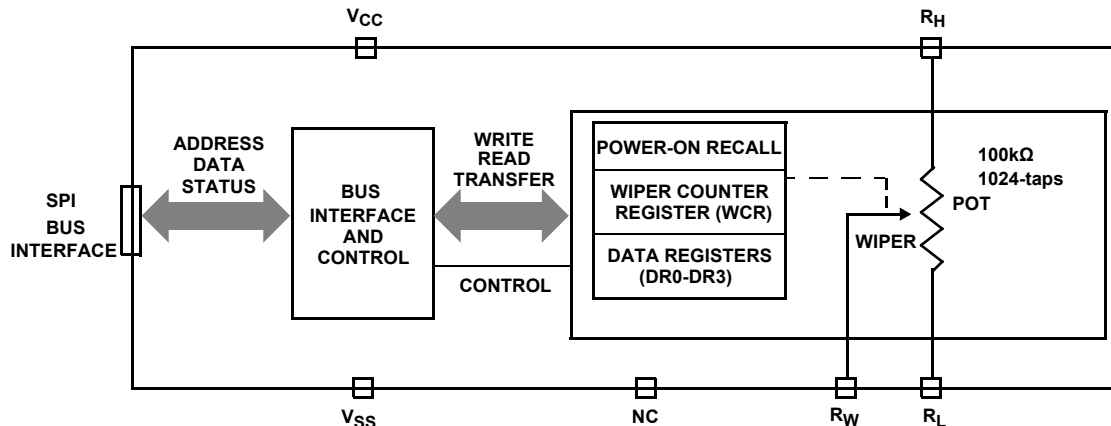 VCC
RH
ADDRESS
DATA
STATUS
SPI
BUS
INTERFACE
BUS
INTERFACE
AND
CONTROL
WRITE
READ
TRANSFER
CONTROL
POWER-ON RECALL
WIPER COUNTER
REGISTER (WCR)
DATA REGISTERS
(DR0-DR3)
100kΩ
1024-taps
POT
WIPER
VSS
NC
RW
RL